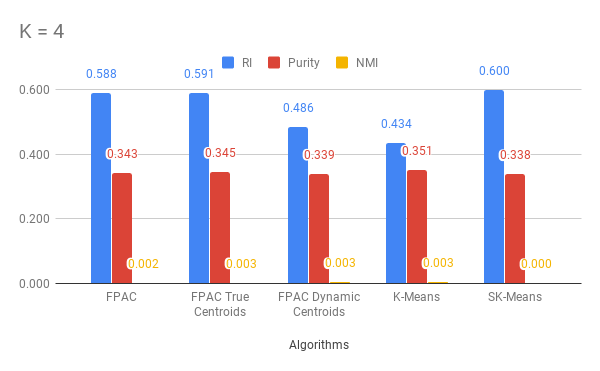 K = 4
RI Purity NMI
0.600
0.400
0.200
0.000
0.588
0.343
0.002
0.591
0.345
0.003
0.486
0.339
0.003
0.434
0.351
0.003
0.600
0.338
0.000
FPAC
FPAC True
Centroids
FPAC Dynamic
Centroids
K-Means
SK-Means
Algorithms